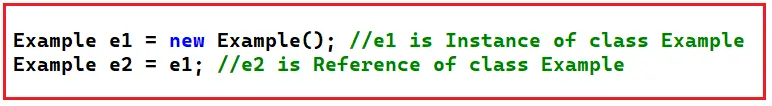 Example e1 = new Example(); //e1 is Instance of class Example
Example e2 = e1; //e2 is Reference of class Example